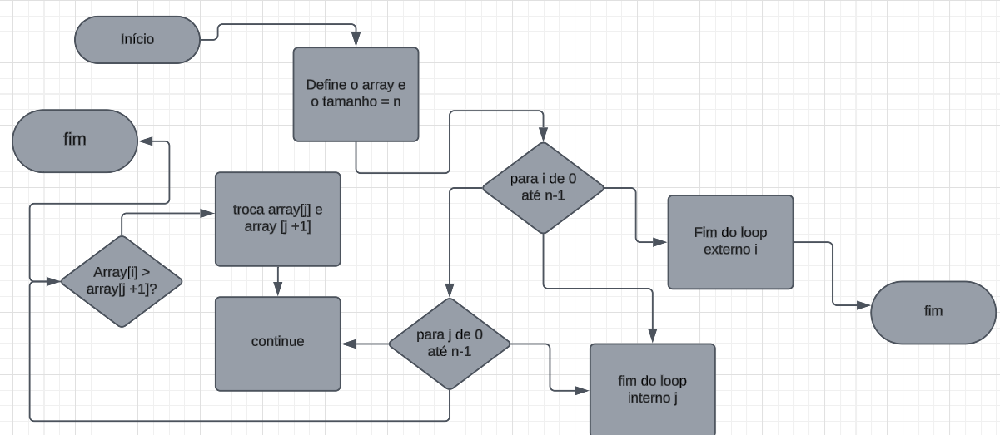 Início
Define o array e
o tamanho = n
fim
para i de 0
até n-1
troca array[j] e
array [j +1]
Fim do loop
externo i
Array[i] >
array[j +1]?
fim
continue
para j de 0
até n-1
fim do loop
interno j